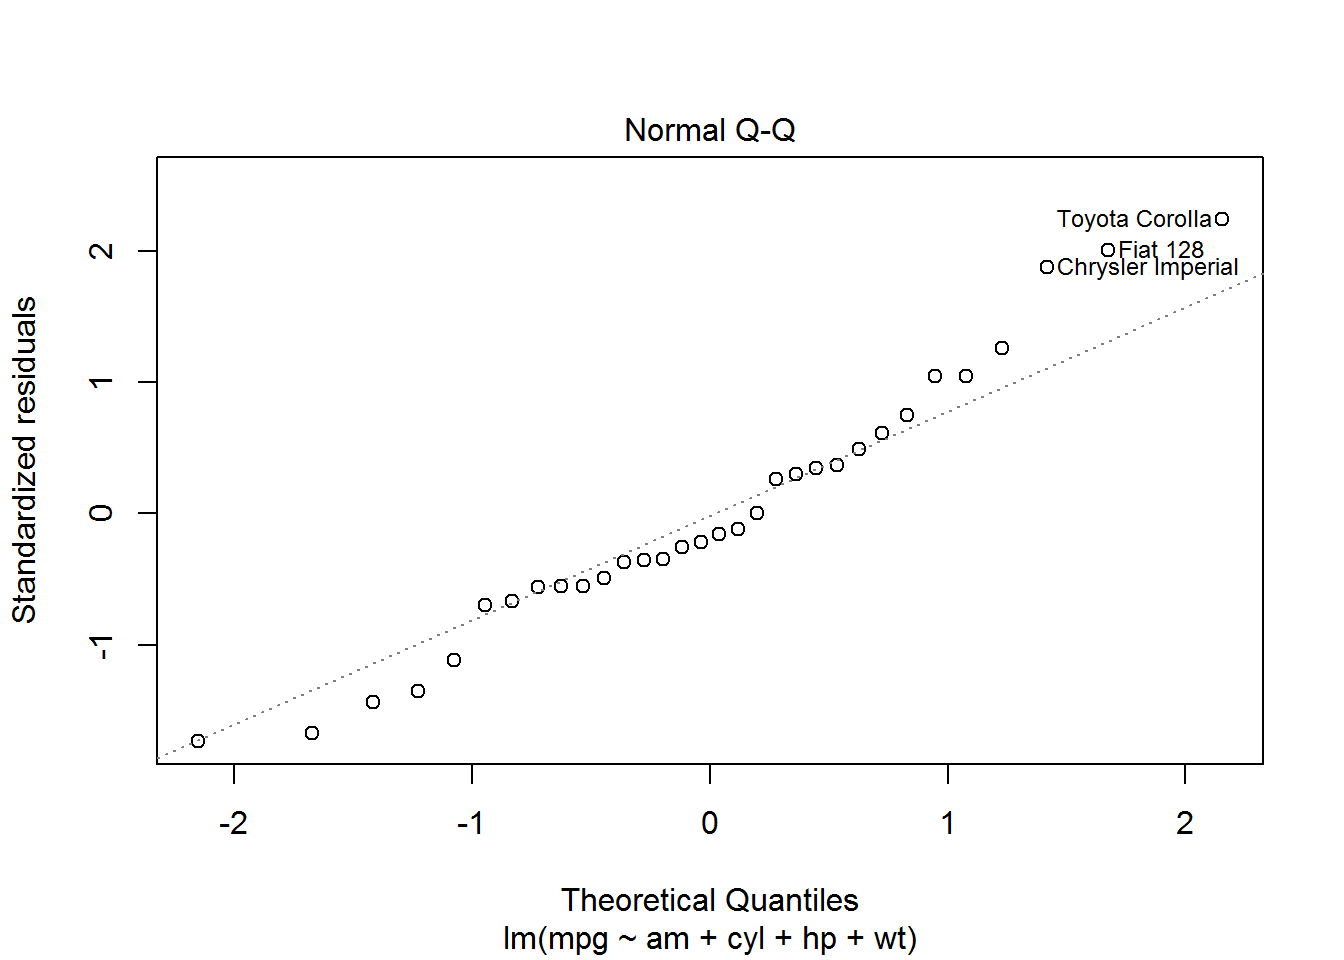 Normal Q-Q
Toyota Corolla
Fiat 128
Chrysler Imperial
Standardized residuals
2
1
0
-1
-2
-1
0
1
2
Theoretical Quantiles
lm(mpg ~ am + cyl + hp + wt)